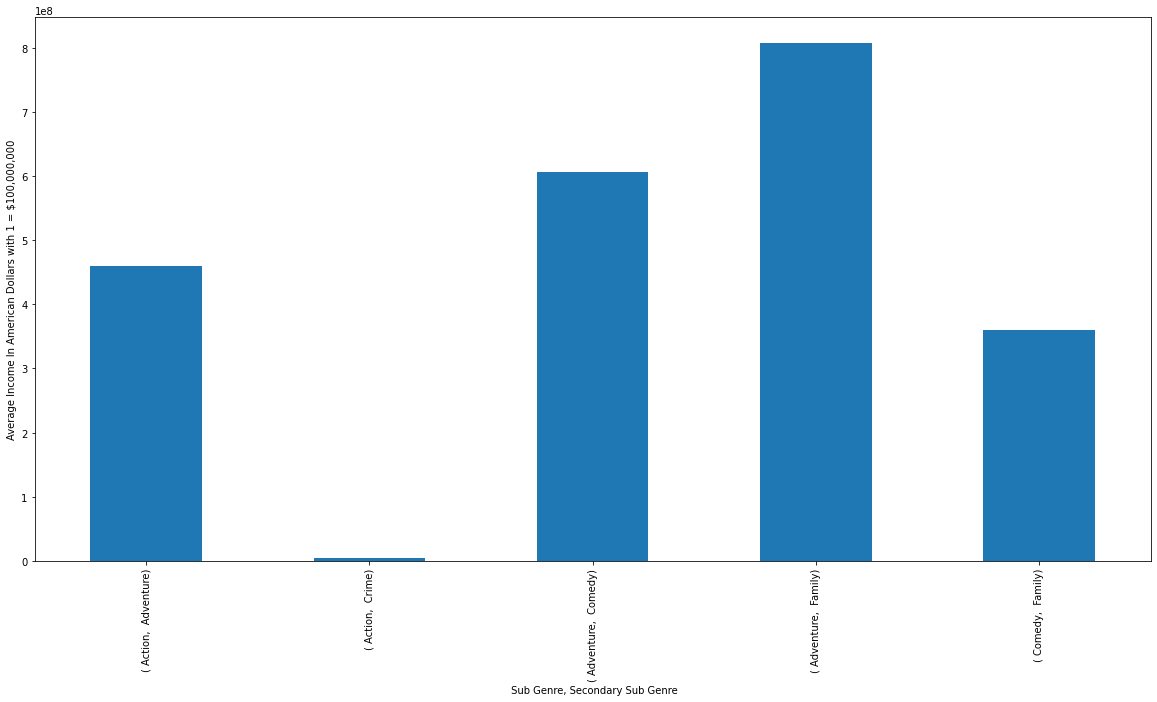 1e8
Average Income In American Dollars with 1 = $100,000,000
8
7
6
5
4
3
2
1
0
( Action,  Adventure)
( Action,  Crime)
( Adventure,  Comedy)
( Adventure,  Family)
( Comedy,  Family)
Sub Genre, Secondary Sub Genre